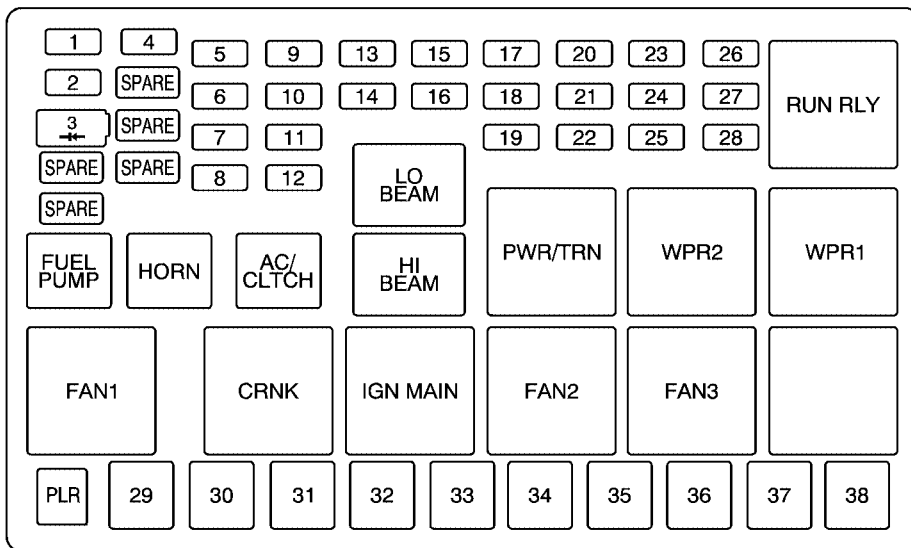 1
4
5
9
13
15
17
20
23
26
2
SPARE
6
10
14
16
18
21
24
27
RUN RLY
3
SPARE
7
11
19
22
25
28
SPARE
SPARE
8
12
LO
BEAM
SPARE
FUEL
PUMP
HORN
AC/
CLTCH
HI
BEAM
PWR/TRN
WPR2
WPR1
FAN1
CRNK
IGN MAIN
FAN2
FAN3
PLR
29
30
31
32
33
34
35
36
37
38